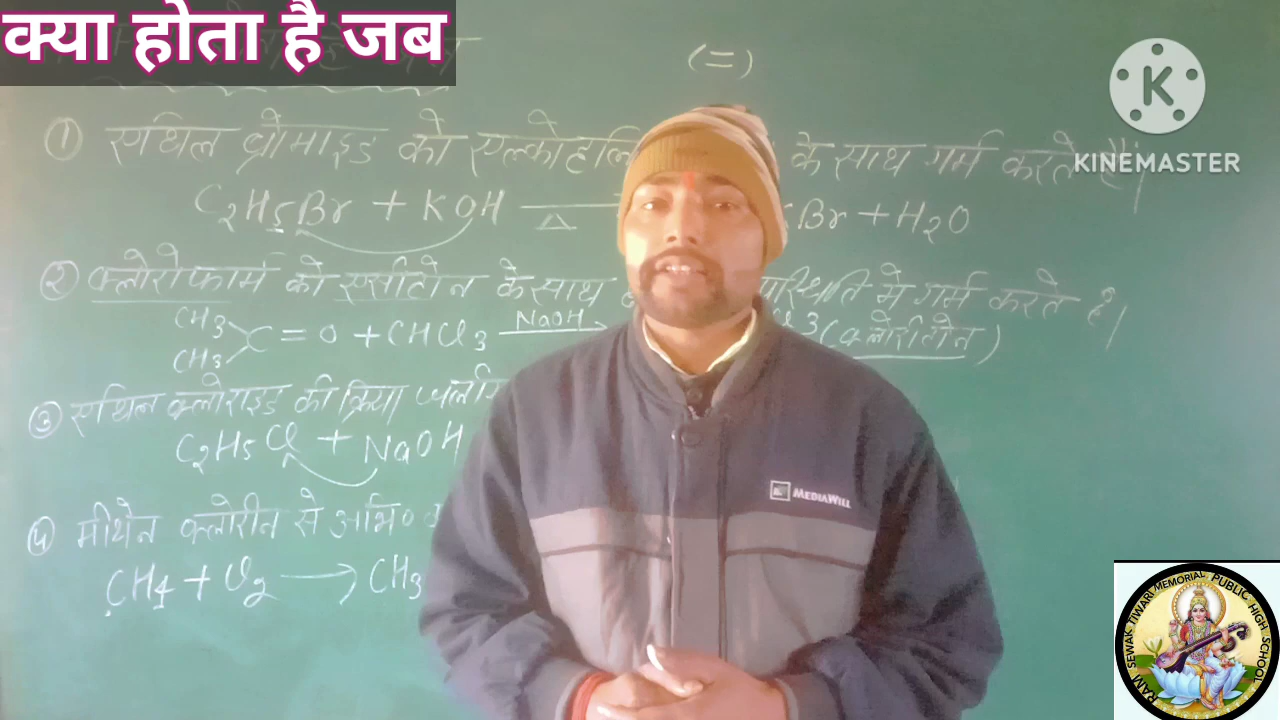 क्या होता है जब
(=)
KINEMASTER
① एथिल ब्रोमाइड को एल्कोहलि के साथ गर्म करते हैं।
C₂H₅Br + KOH Δ Br + H₂O
② क्लोरोफार्म को एसीटोन के साथ में गर्म करते है।
CH₃
CH₃ C = O + CHCl₃ NaOH 3 (क्लोरीटोन)
③ एथिल क्लोराइड की क्रिया
C₂H₅Cl + NaOH
④ मीथेन क्लोरीन से अभि०
CH₄ + Cl₂ → CH₃
MEDIAWILL
RAM SEWAK TIWARI MEMORIAL PUBLIC HIGH SCHOOL